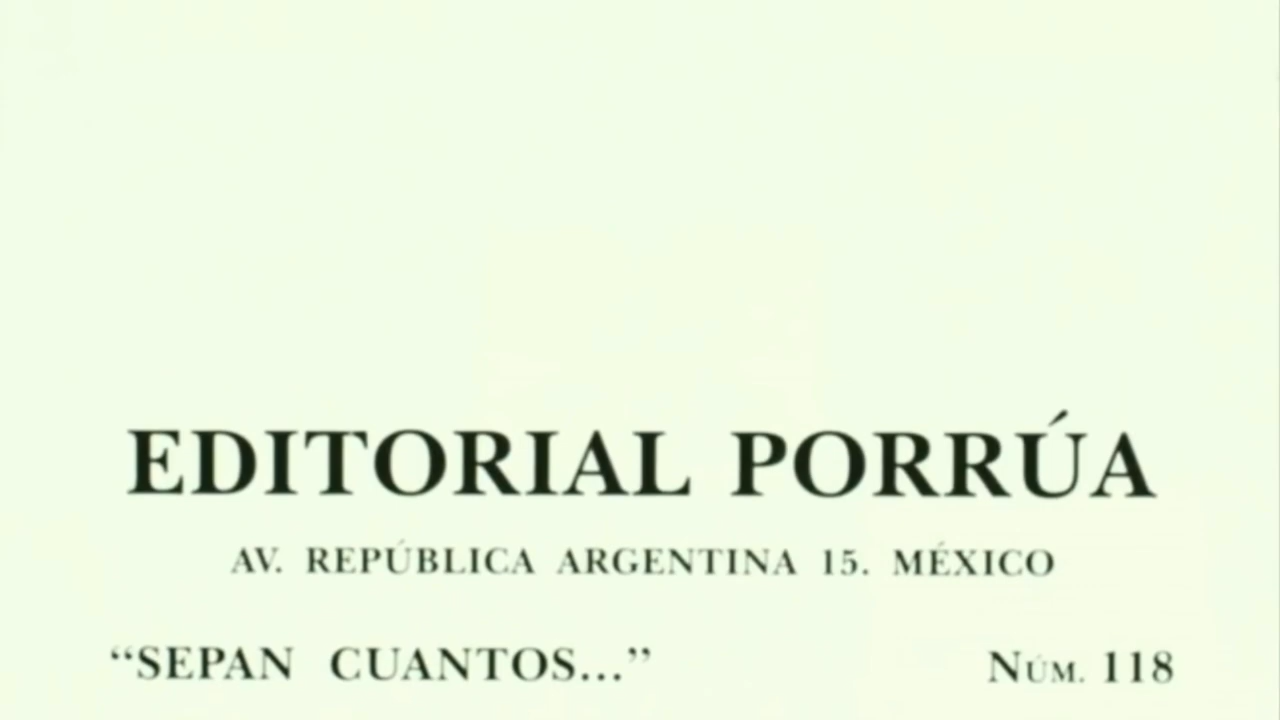 EDITORIAL PORRÚA
AV. REPÚBLICA ARGENTINA 15. MÉXICO
“SEPAN CUANTOS...” NÚM. 118